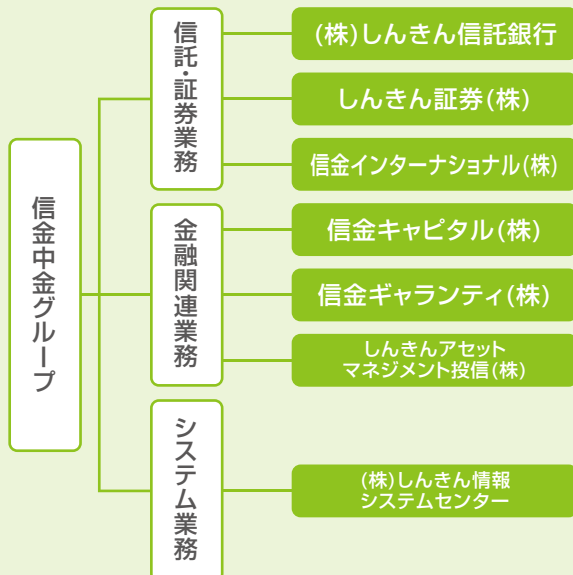 信金中金グループ
信託・証券業務
(株)しんきん信託銀行
しんきん証券(株)
信金インターナショナル(株)
金融関連業務
信金キャピタル(株)
信金ギャランティ(株)
しんきんアセット
マネジメント投信(株)
システム業務
(株)しんきん情報
システムセンター